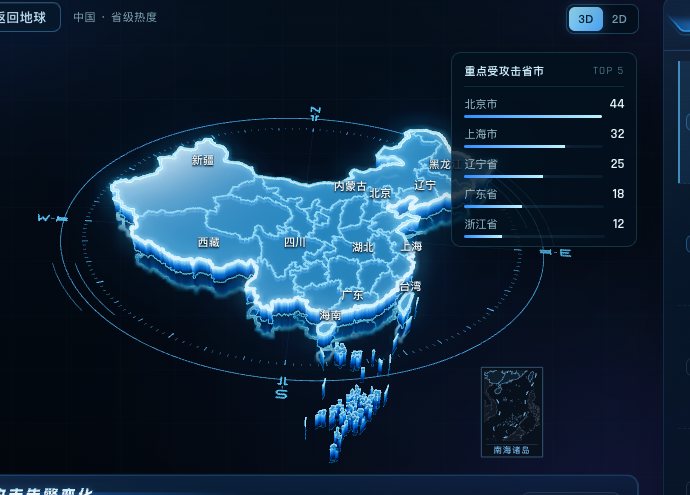 返回地球
中国 · 省级热度
3D
2D
重点受攻击省市
TOP 5
北京市
44
上海市
32
辽宁省
25
广东省
18
浙江省
12
N
W
E
S
新疆
黑龙江
内蒙古
北京
辽宁
西藏
四川
湖北
上海
台湾
广东
海南
南海诸岛